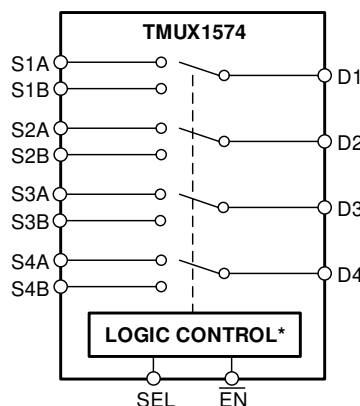 TMUX1574
S1A
D1
S1B
S2A
D2
S2B
S3A
D3
S3B
S4A
D4
S4B
LOGIC CONTROL*
SEL
EN